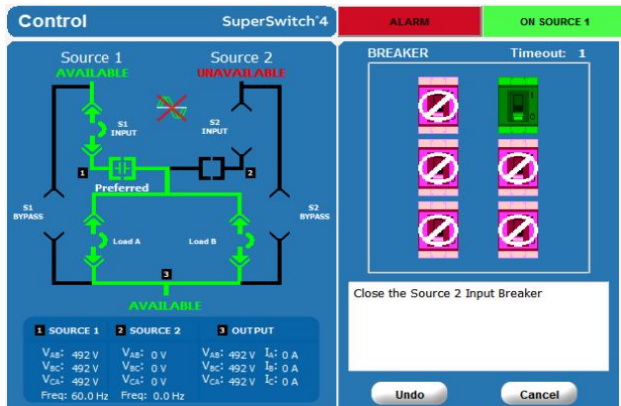 Control
SuperSwitch®4
ALARM
ON SOURCE 1
Source 1
AVAILABLE
Source 2
UNAVAILABLE
S1
INPUT
S2
INPUT
1
2
Preferred
S1
BYPASS
S2
BYPASS
Load A
Load B
3
AVAILABLE
1 SOURCE 1
2 SOURCE 2
3 OUTPUT
VAB: 492 V
VAB: 0 V
VAB: 492 V IA: 0 A
VBC: 492 V
VBC: 0 V
VBC: 492 V IB: 0 A
VCA: 492 V
VCA: 0 V
VCA: 492 V IC: 0 A
Freq: 60.0 Hz
Freq: 0.0 Hz
BREAKER
Timeout: 1
I
O
Close the Source 2 Input Breaker
Undo
Cancel